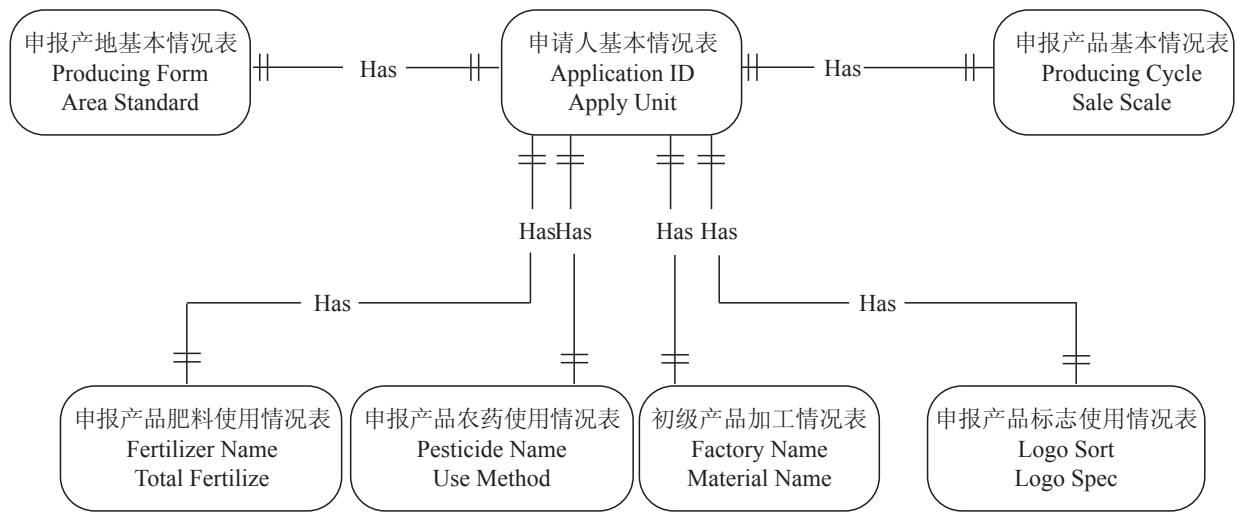 申报产地基本情况表
Producing Form
Area Standard
Has
申请人基本情况表
Application ID
Apply Unit
Has
申报产品基本情况表
Producing Cycle
Sale Scale
Has
Has
Has
Has
Has
Has
申报产品肥料使用情况表
Fertilizer Name
Total Fertilize
申报产品农药使用情况表
Pesticide Name
Use Method
初级产品加工情况表
Factory Name
Material Name
申报产品标志使用情况表
Logo Sort
Logo Spec